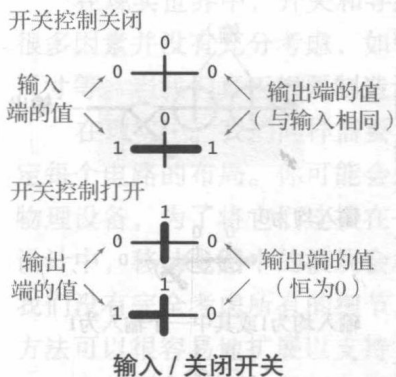 开关控制关闭
0
0 0
输入
端的值
输出端的值
（与输入相同）
0
1 1
开关控制打开
1
0 0
输出
端的值
输出端的值
（恒为0）
1
1 0
输入 / 关闭开关